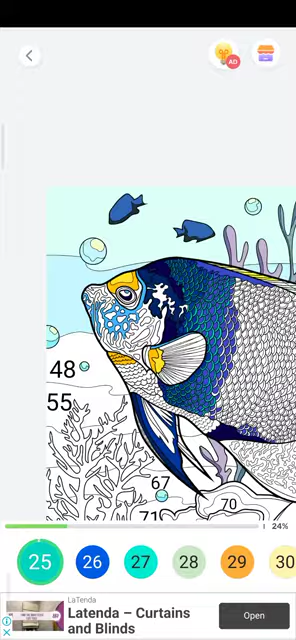 AD
48
55
67
71
70
24%
25 26 27 28 29 30
LaTenda
Latenda – Curtains
and Blinds
Open